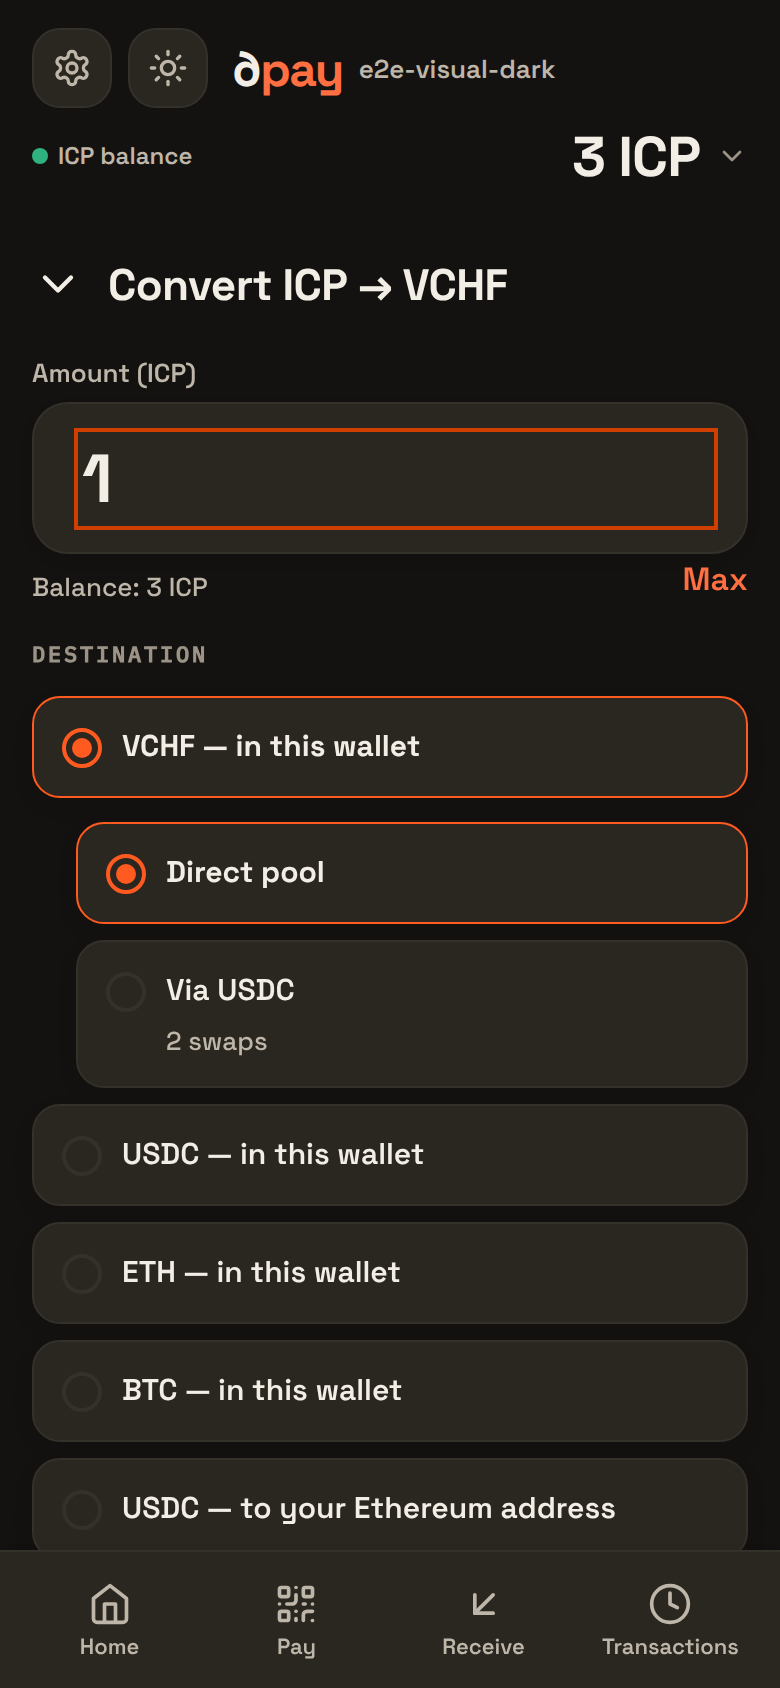 ∂pay e2e-visual-dark
ICP balance 3 ICP
Convert ICP → VCHF
Amount (ICP)
1
Balance: 3 ICP Max
DESTINATION
VCHF — in this wallet
Direct pool
Via USDC
2 swaps
USDC — in this wallet
ETH — in this wallet
BTC — in this wallet
USDC — to your Ethereum address
Home Pay Receive Transactions